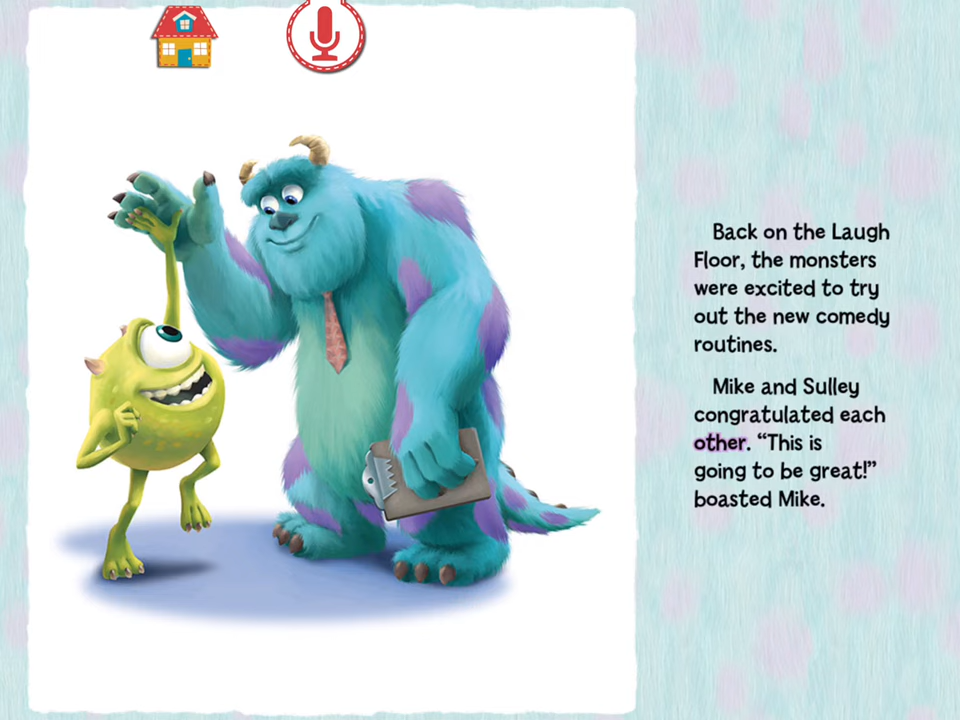 Back on the Laugh
Floor, the monsters
were excited to try
out the new comedy
routines.
Mike and Sulley
congratulated each
other. “This is
going to be great!”
boasted Mike.